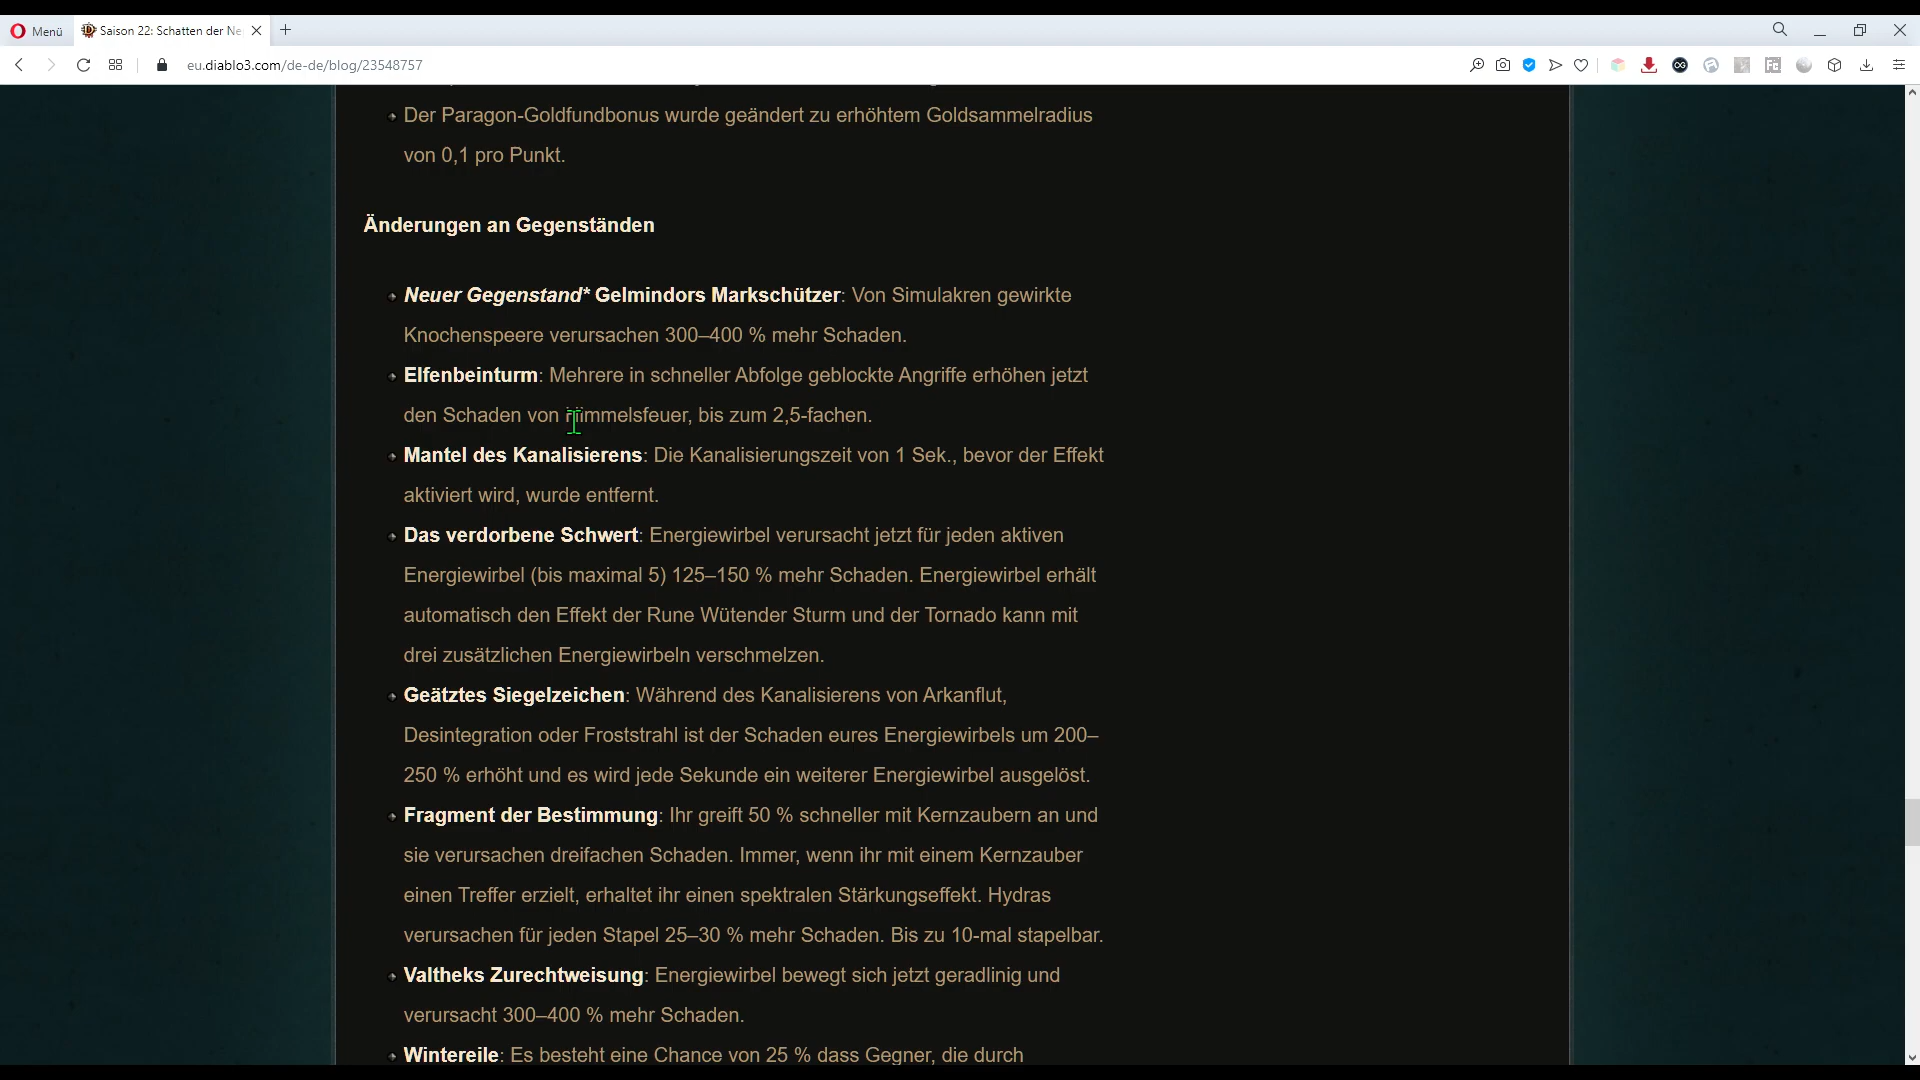 Menü
Saison 22: Schatten der Ne
eu.diablo3.com/de-de/blog/23548757
Der Paragon-Goldfundbonus wurde geändert zu erhöhtem Goldsammelradius
von 0,1 pro Punkt.
Änderungen an Gegenständen
Neuer Gegenstand* Gelmindors Markschützer: Von Simulakren gewirkte
Knochenspeere verursachen 300–400 % mehr Schaden.
Elfenbeinturm: Mehrere in schneller Abfolge geblockte Angriffe erhöhen jetzt
den Schaden von Himmelsfeuer, bis zum 2,5-fachen.
Mantel des Kanalisierens: Die Kanalisierungszeit von 1 Sek., bevor der Effekt
aktiviert wird, wurde entfernt.
Das verdorbene Schwert: Energiewirbel verursacht jetzt für jeden aktiven
Energiewirbel (bis maximal 5) 125–150 % mehr Schaden. Energiewirbel erhält
automatisch den Effekt der Rune Wütender Sturm und der Tornado kann mit
drei zusätzlichen Energiewirbeln verschmelzen.
Geätztes Siegelzeichen: Während des Kanalisierens von Arkanflut,
Desintegration oder Froststrahl ist der Schaden eures Energiewirbels um 200–
250 % erhöht und es wird jede Sekunde ein weiterer Energiewirbel ausgelöst.
Fragment der Bestimmung: Ihr greift 50 % schneller mit Kernzaubern an und
sie verursachen dreifachen Schaden. Immer, wenn ihr mit einem Kernzauber
einen Treffer erzielt, erhaltet ihr einen spektralen Stärkungseffekt. Hydras
verursachen für jeden Stapel 25–30 % mehr Schaden. Bis zu 10-mal stapelbar.
Valtheks Zurechtweisung: Energiewirbel bewegt sich jetzt geradlinig und
verursacht 300–400 % mehr Schaden.
Wintereile: Es besteht eine Chance von 25 % dass Gegner, die durch